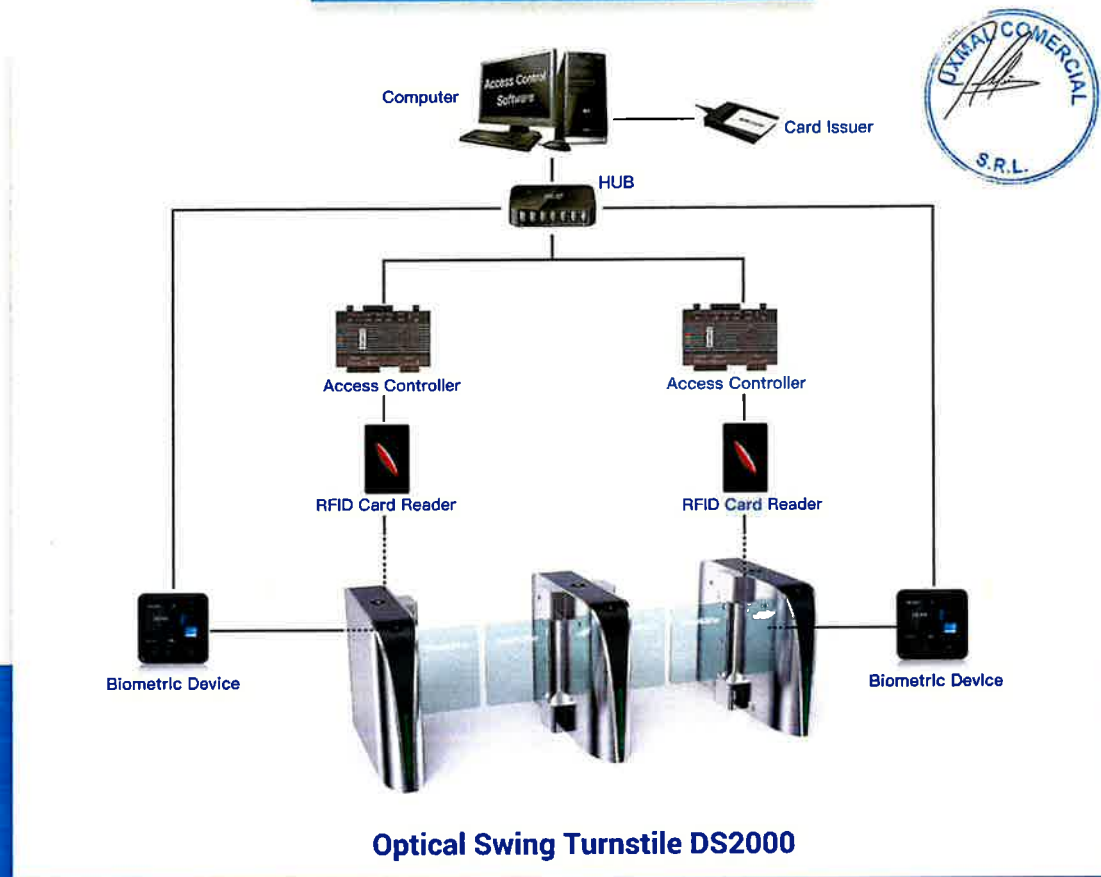 Computer
Access Control
Software
Card Issuer
UXMAL COMERCIAL
S.R.L.
HUB
Access Controller
Access Controller
RFID Card Reader
RFID Card Reader
Biometric Device
Biometric Device
Optical Swing Turnstile DS2000